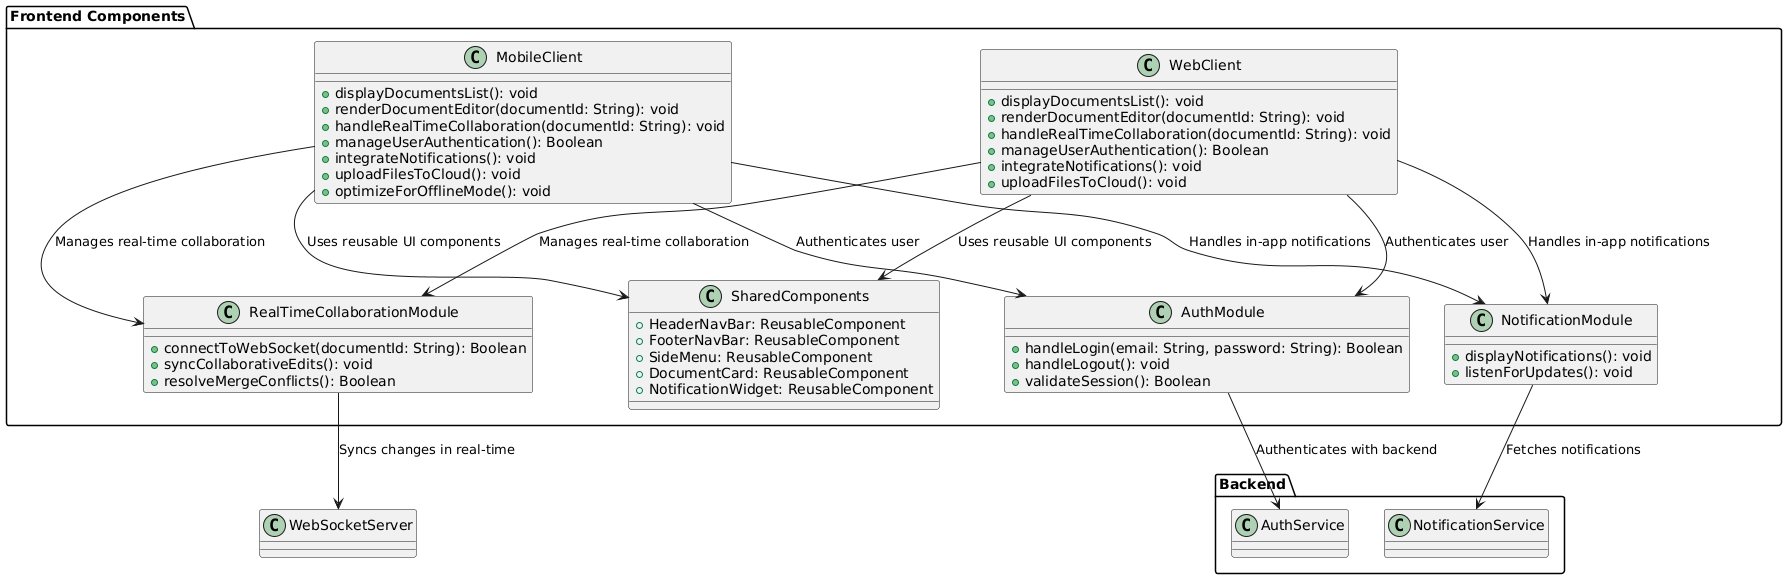 Frontend Components
C MobileClient
displayDocumentsList(): void
renderDocumentEditor(documentId: String): void
handleRealTimeCollaboration(documentId: String): void
manageUserAuthentication(): Boolean
integrateNotifications(): void
uploadFilesToCloud(): void
optimizeForOfflineMode(): void
C WebClient
displayDocumentsList(): void
renderDocumentEditor(documentId: String): void
handleRealTimeCollaboration(documentId: String): void
manageUserAuthentication(): Boolean
integrateNotifications(): void
uploadFilesToCloud(): void
Manages real-time collaboration
Uses reusable UI components
Manages real-time collaboration
Authenticates user
Uses reusable UI components
Handles in-app notifications
Authenticates user
Handles in-app notifications
C RealTimeCollaborationModule
connectToWebSocket(documentId: String): Boolean
syncCollaborativeEdits(): void
resolveMergeConflicts(): Boolean
C SharedComponents
HeaderNavBar: ReusableComponent
FooterNavBar: ReusableComponent
SideMenu: ReusableComponent
DocumentCard: ReusableComponent
NotificationWidget: ReusableComponent
C AuthModule
handleLogin(email: String, password: String): Boolean
handleLogout(): void
validateSession(): Boolean
C NotificationModule
displayNotifications(): void
listenForUpdates(): void
Syncs changes in real-time
Authenticates with backend
Fetches notifications
Backend
C WebSocketServer
C AuthService
C NotificationService